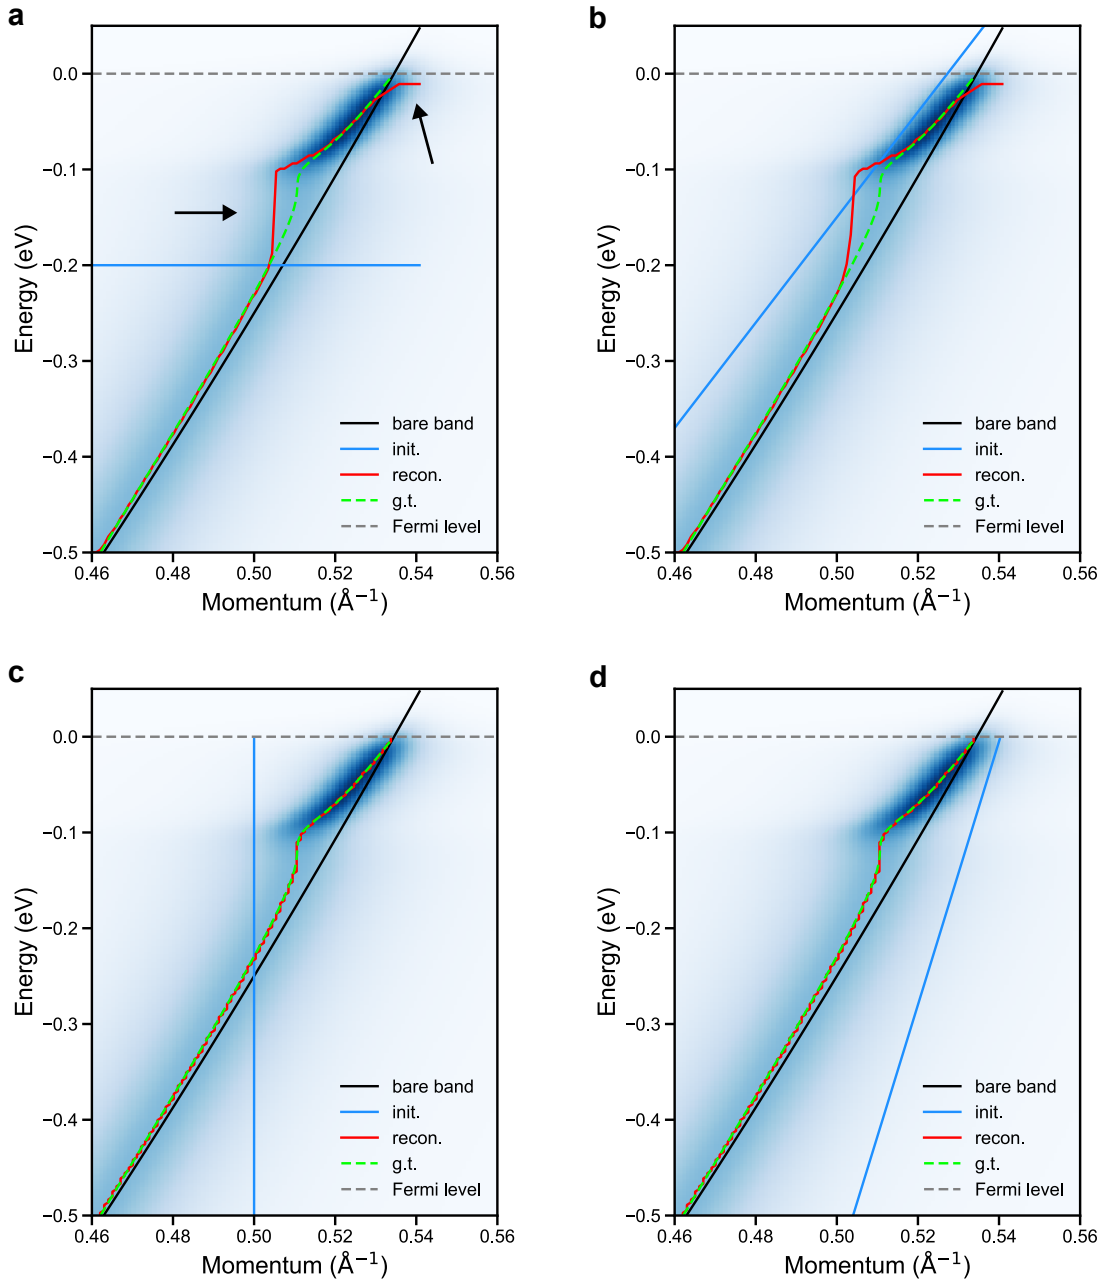 a
0.0
−0.1
−0.2
−0.3
−0.4
−0.5
Energy (eV)
bare band
init.
recon.
g.t.
Fermi level
0.46 0.48 0.50 0.52 0.54 0.56
Momentum (Å⁻¹)
b
0.0
−0.1
−0.2
−0.3
−0.4
−0.5
Energy (eV)
bare band
init.
recon.
g.t.
Fermi level
0.46 0.48 0.50 0.52 0.54 0.56
Momentum (Å⁻¹)
c
0.0
−0.1
−0.2
−0.3
−0.4
−0.5
Energy (eV)
bare band
init.
recon.
g.t.
Fermi level
0.46 0.48 0.50 0.52 0.54 0.56
Momentum (Å⁻¹)
d
0.0
−0.1
−0.2
−0.3
−0.4
−0.5
Energy (eV)
bare band
init.
recon.
g.t.
Fermi level
0.46 0.48 0.50 0.52 0.54 0.56
Momentum (Å⁻¹)